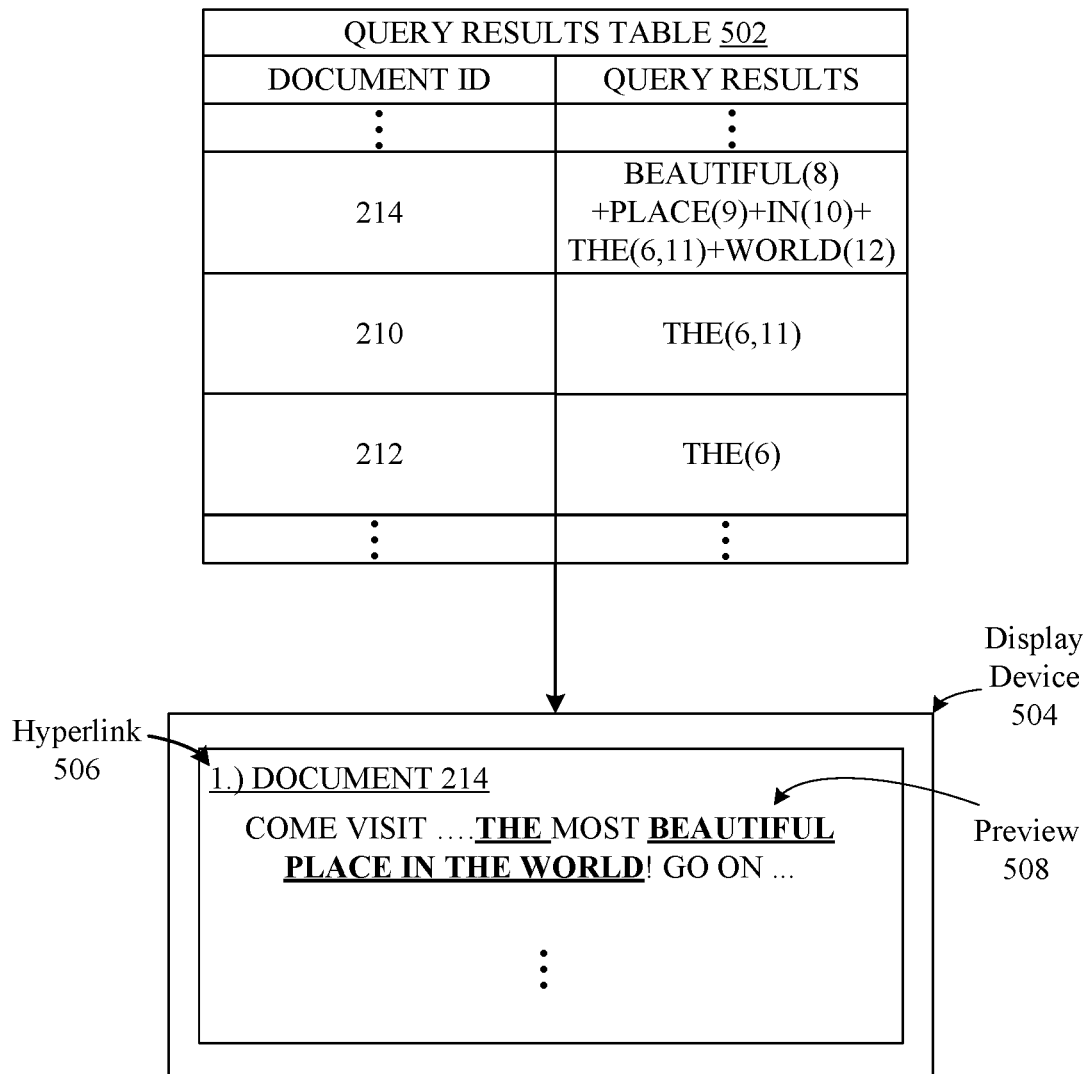 QUERY RESULTS TABLE 502
DOCUMENT ID
QUERY RESULTS
214
BEAUTIFUL(8)
+PLACE(9)+IN(10)+
THE(6,11)+WORLD(12)
210
THE(6,11)
212
THE(6)
Display
Device
504
Hyperlink
506
1.) DOCUMENT 214
COME VISIT ....THE MOST BEAUTIFUL
PLACE IN THE WORLD! GO ON ...
Preview
508